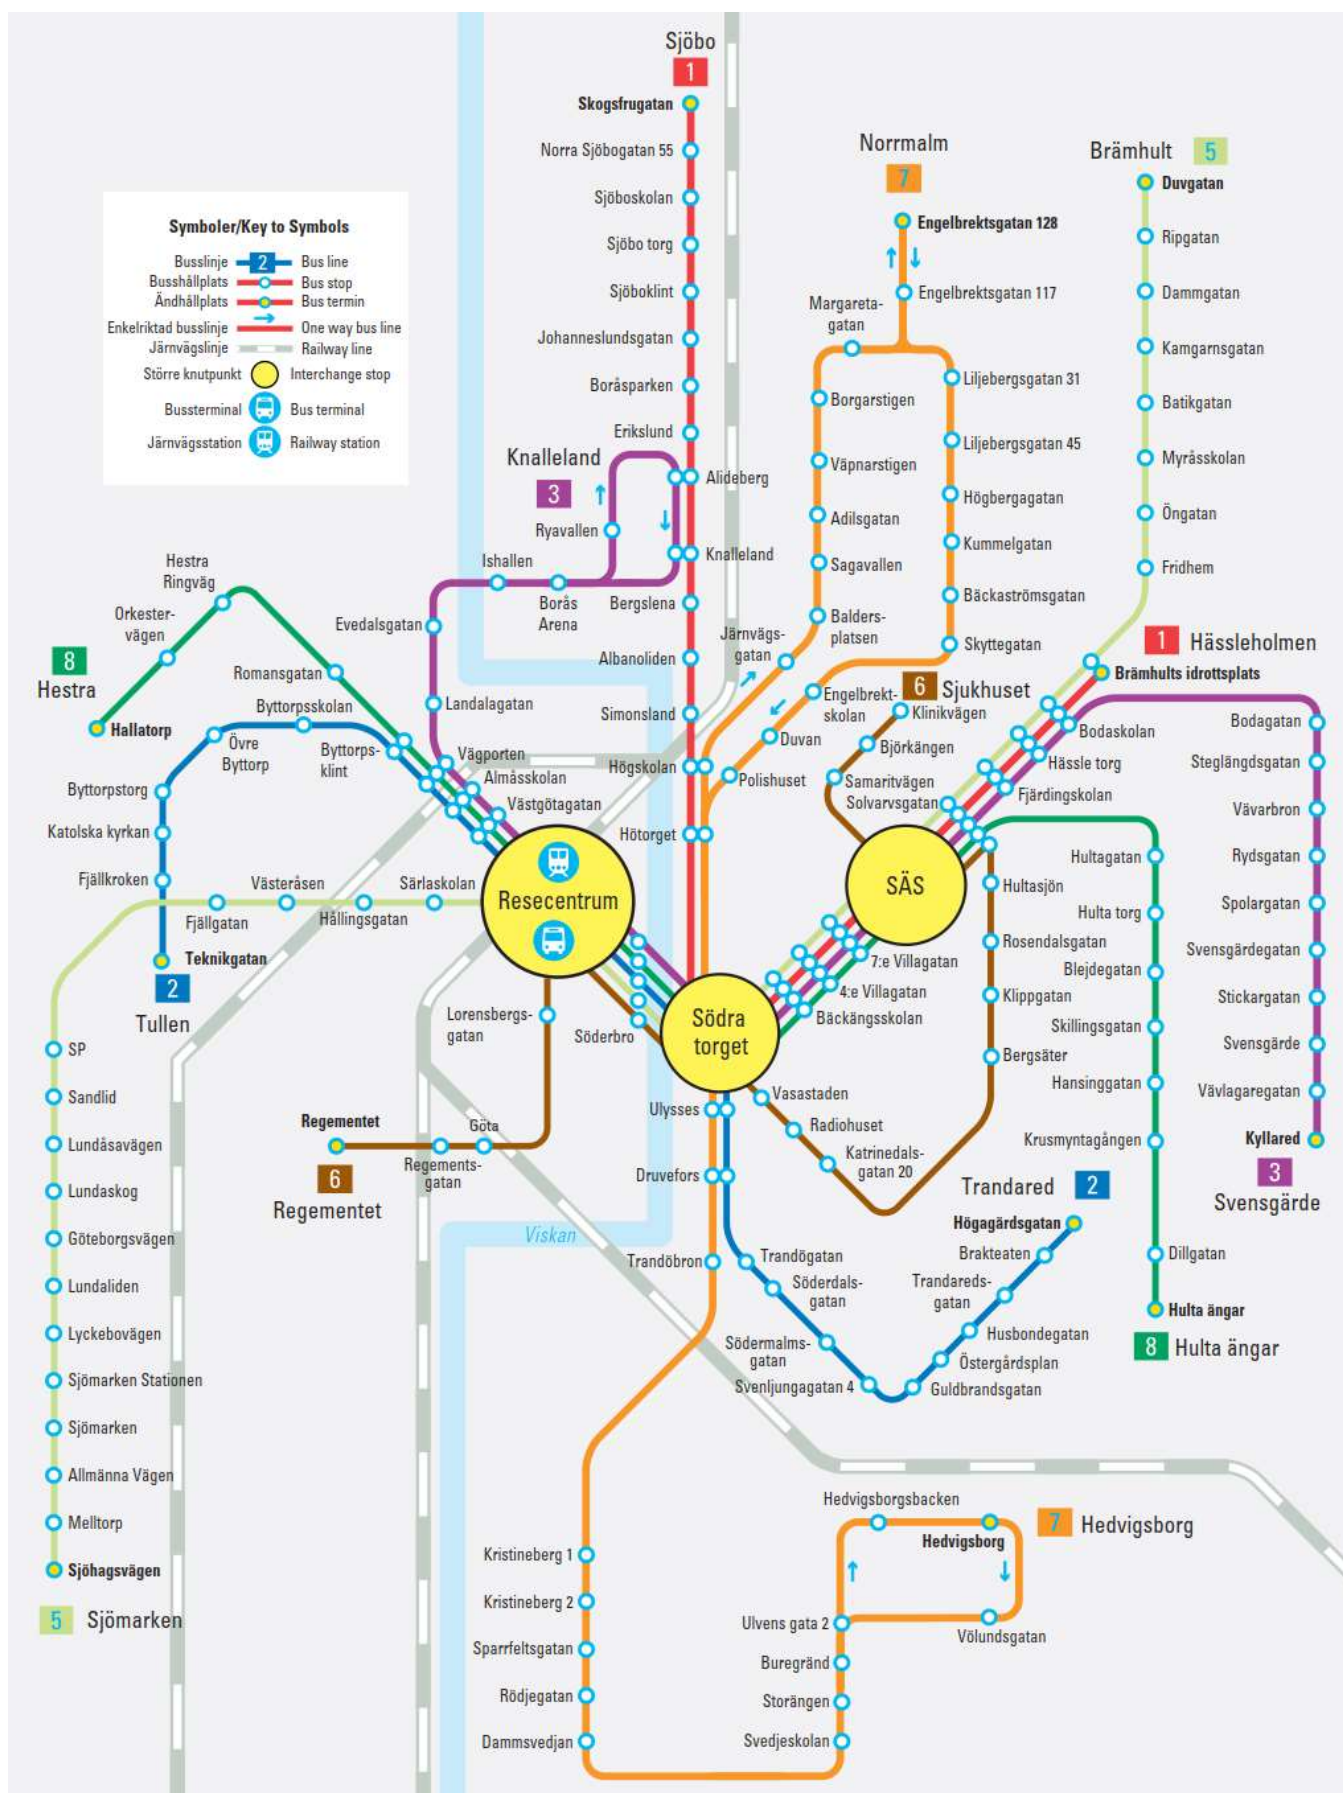 Sjöbo
1
Skogsfrugatan
Norra Sjöbogatan 55
Sjöboskolan
Sjöbo torg
Sjöboklint
Johanneslundsgatan
Boråsparken
Erikslund
Alideberg
Knalleland
Bergslena
Albanoliden
Simonsland
Högskolan
Hötorget
Symboler/Key to Symbols
Busslinje 2 Bus line
Busshållplats Bus stop
Ändhållplats Bus termin
Enkelriktad busslinje One way bus line
Järnvägslinje Railway line
Större knutpunkt Interchange stop
Bussterminal Bus terminal
Järnvägsstation Railway station
Norrmalm
7
Engelbrektsgatan 128
Engelbrektsgatan 117
Margareta-
gatan
Borgarstigen
Väpnarstigen
Adilsgatan
Sagavallen
Balders-
platsen
Järnvägs-
gatan
Liljebergsgatan 31
Liljebergsgatan 45
Högbergagatan
Kummelgatan
Bäckaströmsgatan
Skyttegatan
Engelbrekt-
skolan
Duvan
Polishuset
Brämhult 5
Duvgatan
Ripgatan
Dammgatan
Kamgarnsgatan
Batikgatan
Myråsskolan
Öngatan
Fridhem
1 Hässleholmen
Brämhults idrottsplats
Bodaskolan
Hässle torg
Fjärdingskolan
Solvarvsgatan
Knalleland
3
Ryavallen
Ishallen
Borås
Arena
Evedalsgatan
Landalagatan
Vägporten
Almåsskolan
Västgötagatan
Hestra
Ringväg
Orkester-
vägen
8
Hestra
Hallatorp
Romansgatan
Byttorpsskolan
Övre
Byttorp
Byttorps-
klint
Byttorpstorg
Katolska kyrkan
Fjällkroken
Teknikgatan
2
Tullen
Fjällgatan
Västeråsen
Hållingsgatan
Särlaskolan
Resecentrum
6 Sjukhuset
Klinikvägen
Björkängen
Samaritvägen
SÄS
Södra
torget
7:e Villagatan
4:e Villagatan
Bäckängsskolan
Söderbro
Lorensbergs-
gatan
Göta
Regements-
gatan
Regementet
6
Regementet
Hultasjön
Rosendalsgatan
Klippgatan
Bergsäter
Vasastaden
Radiohuset
Katrinedals-
gatan 20
Hultagatan
Hulta torg
Blejdegatan
Skillingsgatan
Hansinggatan
Krusmyntagången
Dillgatan
Hulta ängar
8 Hulta ängar
Bodagatan
Steglängdsgatan
Vävarbron
Rydsgatan
Spolargatan
Svensgärdegatan
Stickargatan
Svensgärde
Vävlagaregatan
Kyllared
3
Svensgärde
SP
Sandlid
Lundåsavägen
Lundaskog
Göteborgsvägen
Lundaliden
Lyckebovägen
Sjömarken Stationen
Sjömarken
Allmänna Vägen
Melltorp
Sjöhagsvägen
5 Sjömarken
Viskan
Ulysses
Druvefors
Trandöbron
Trandögatan
Söderdals-
gatan
Södermalms-
gatan
Svenljungagatan 4
Guldbrandsgatan
Östergårdsplan
Husbondegatan
Trandareds-
gatan
Brakteaten
Högagärdsgatan
Trandared 2
Kristineberg 1
Kristineberg 2
Sparrfeltsgatan
Rödjegatan
Dammsvedjan
Svedjeskolan
Storängen
Buregränd
Ulvens gata 2
Hedvigsborgsbacken
Hedvigsborg
Völundsgatan
7 Hedvigsborg